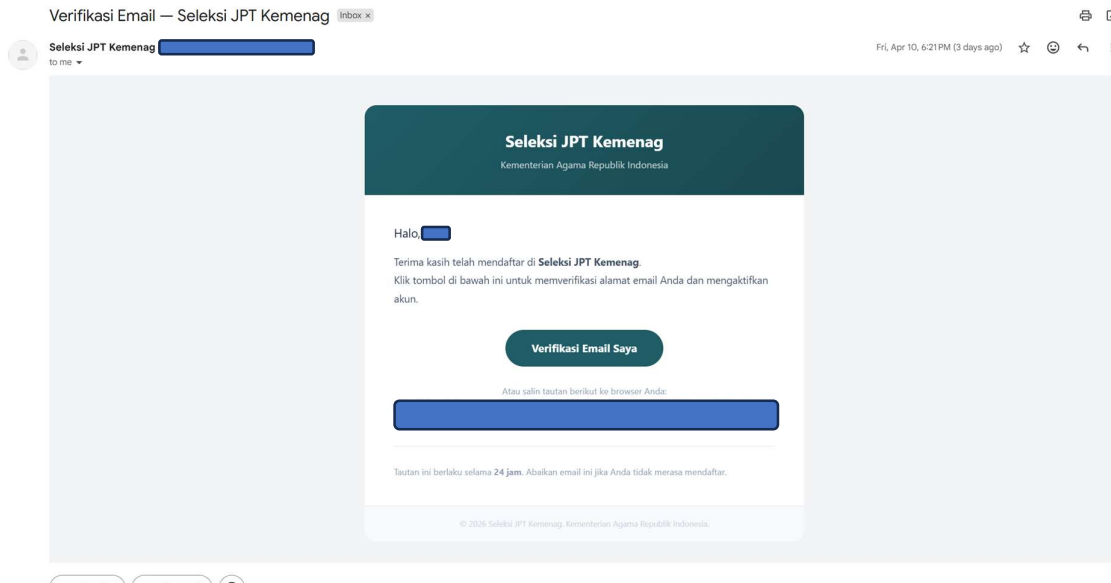 Verifikasi Email — Seleksi JPT Kemenag Inbox ×
Seleksi JPT Kemenag
Fri, Apr 10, 6:21 PM (3 days ago)
to me
Seleksi JPT Kemenag
Kementerian Agama Republik Indonesia
Halo,
Terima kasih telah mendaftar di Seleksi JPT Kemenag.
Klik tombol di bawah ini untuk memverifikasi alamat email Anda dan mengaktifkan
akun.
Verifikasi Email Saya
Atau salin tautan berikut ke browser Anda:
Tautan ini berlaku selama 24 jam. Abaikan email ini jika Anda tidak merasa mendaftar.
© 2026 Seleksi JPT Kemenag. Kementerian Agama Republik Indonesia.